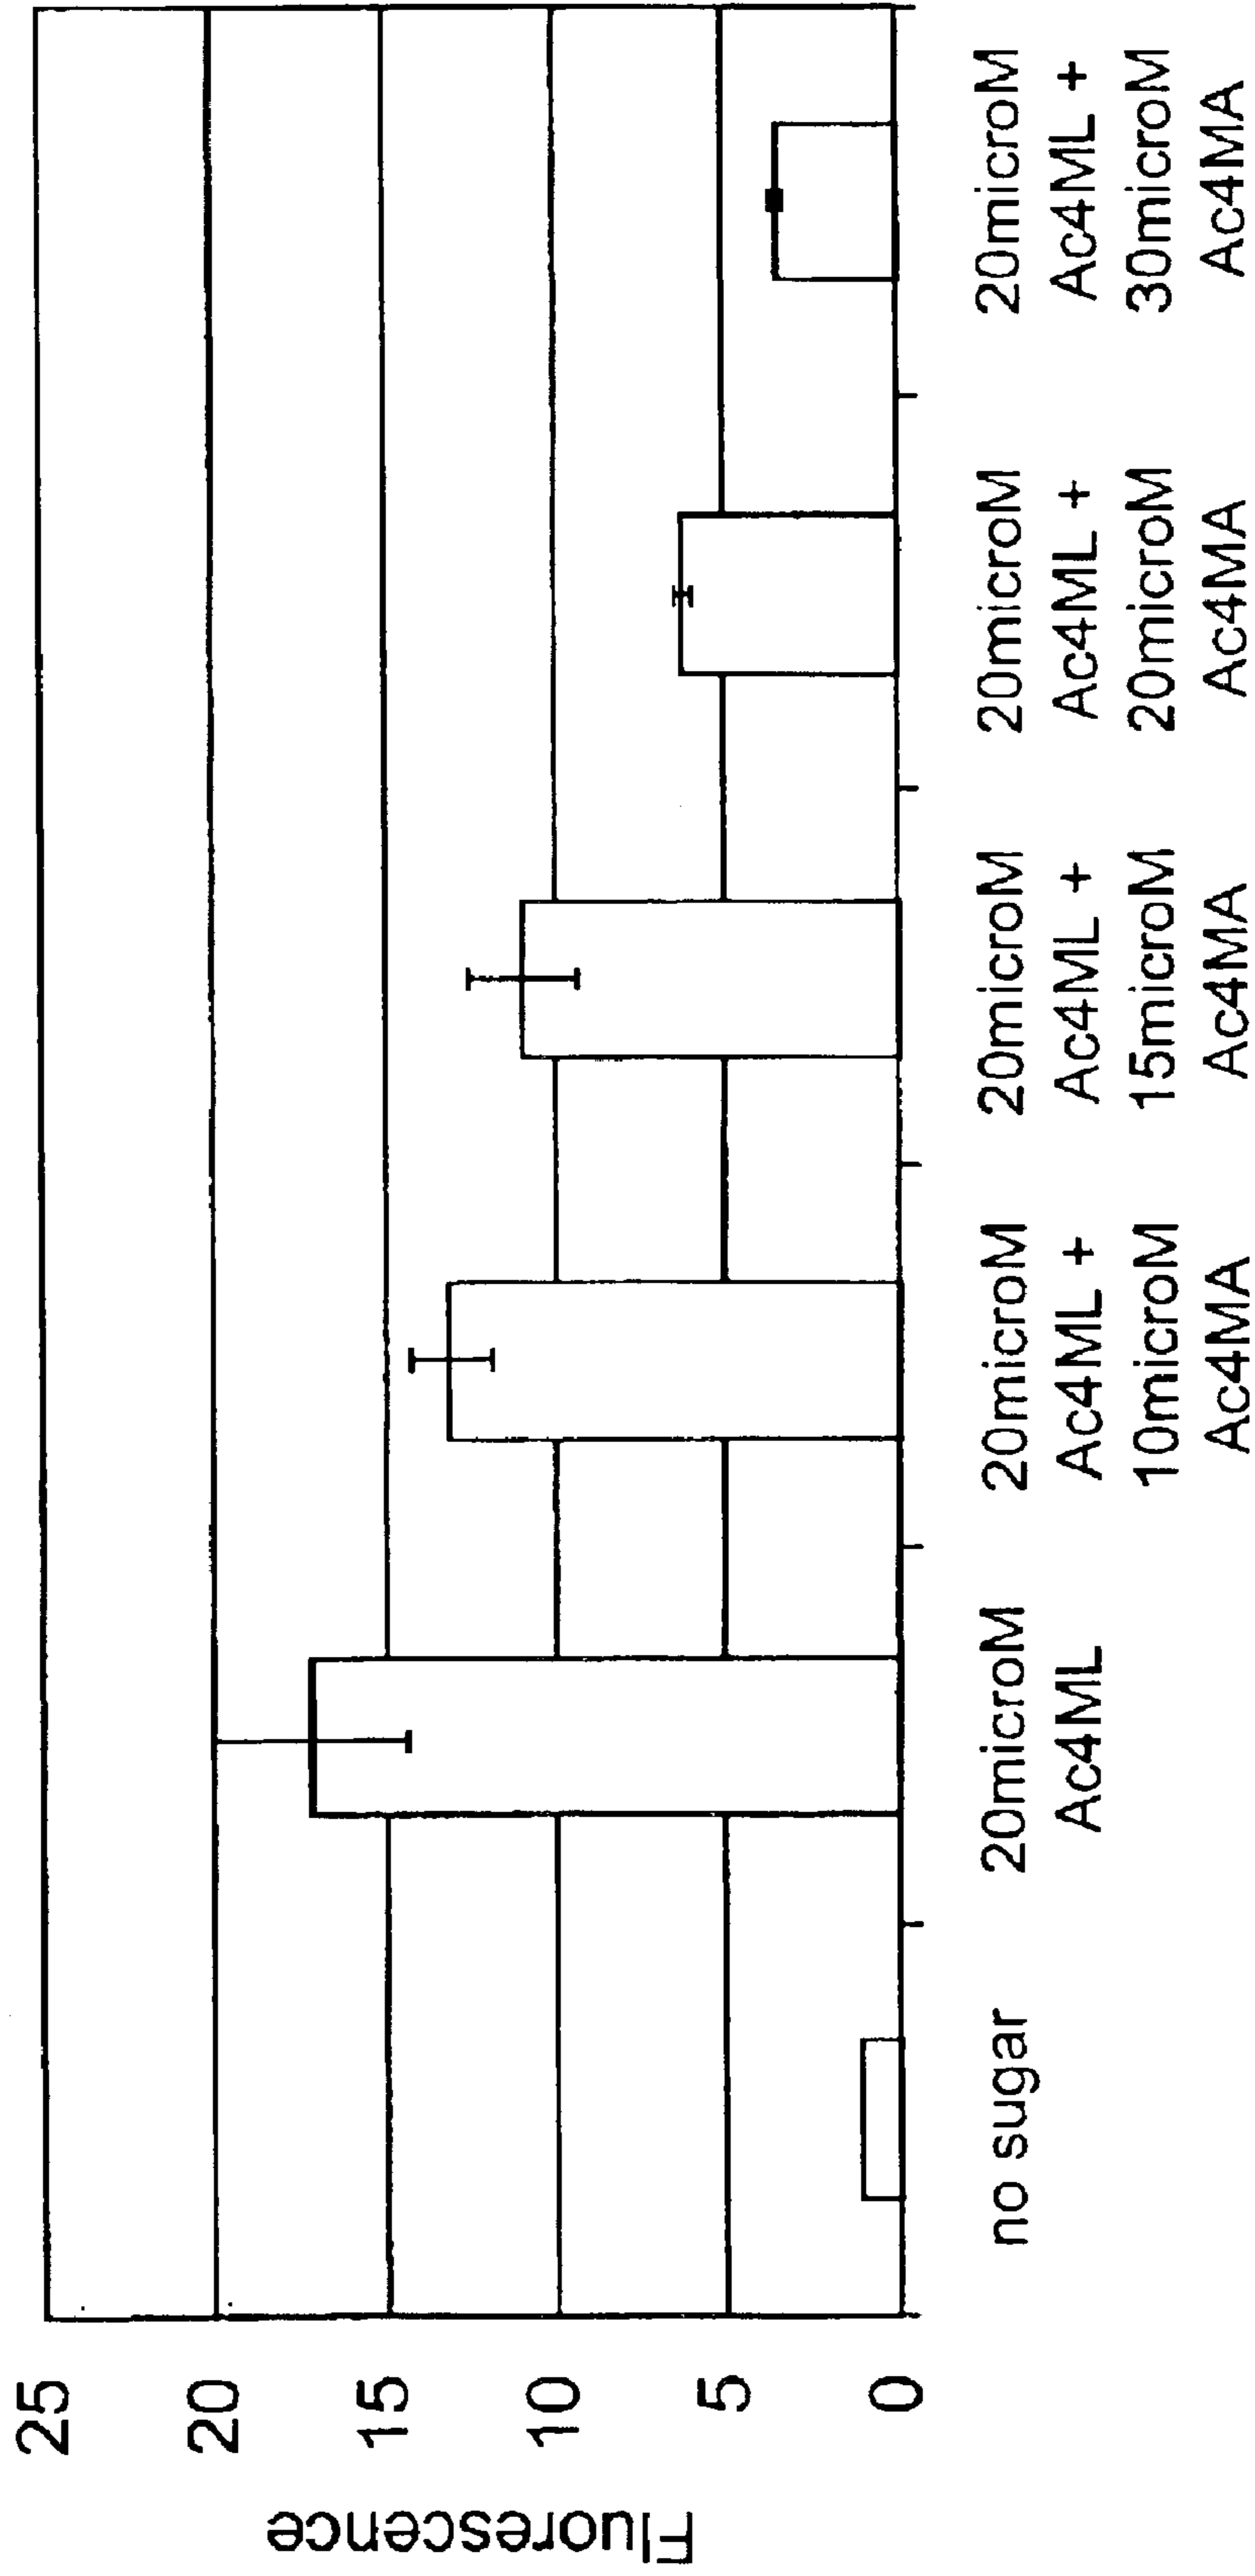 Fluorescence
25
20
15
10
5
0
no sugar
20microM
Ac4ML
20microM
Ac4ML +
10microM
Ac4MA
20microM
Ac4ML +
15microM
Ac4MA
20microM
Ac4ML +
20microM
Ac4MA
20microM
Ac4ML +
30microM
Ac4MA